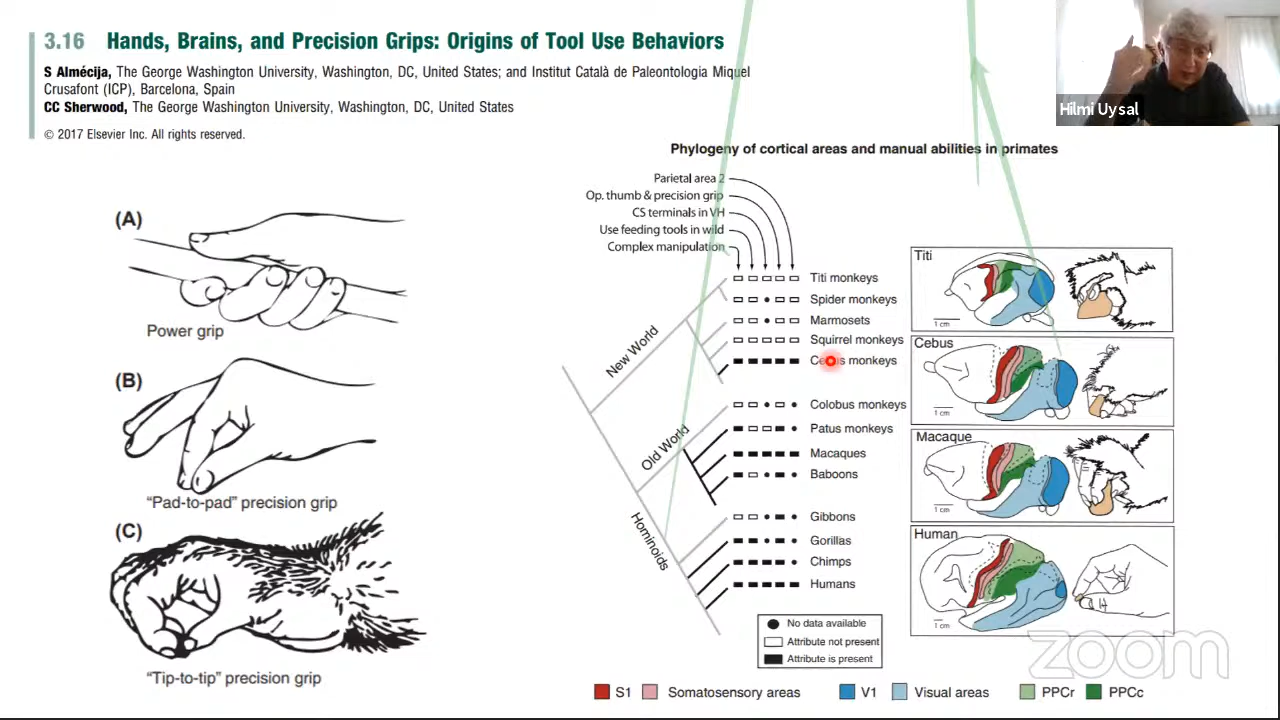 3.16 Hands, Brains, and Precision Grips: Origins of Tool Use Behaviors
S Almécija, The George Washington University, Washington, DC, United States; and Institut Català de Paleontologia Miquel
Crusafont (ICP), Barcelona, Spain
CC Sherwood, The George Washington University, Washington, DC, United States
© 2017 Elsevier Inc. All rights reserved.
Hilmi Uysal
(A)
Power grip
(B)
“Pad-to-pad” precision grip
(C)
“Tip-to-tip” precision grip
Phylogeny of cortical areas and manual abilities in primates
Parietal area 2
Op. thumb & precision grip
CS terminals in VH
Use feeding tools in wild
Complex manipulation
New World
Titi monkeys
Spider monkeys
Marmosets
Squirrel monkeys
Cebus monkeys
Old World
Colobus monkeys
Patus monkeys
Macaques
Baboons
Hominoids
Gibbons
Gorillas
Chimps
Humans
No data available
Attribute not present
Attribute is present
Titi
1 cm
Cebus
1 cm
Macaque
1 cm
Human
1 cm
zoom
S1 Somatosensory areas V1 Visual areas PPCr PPCc